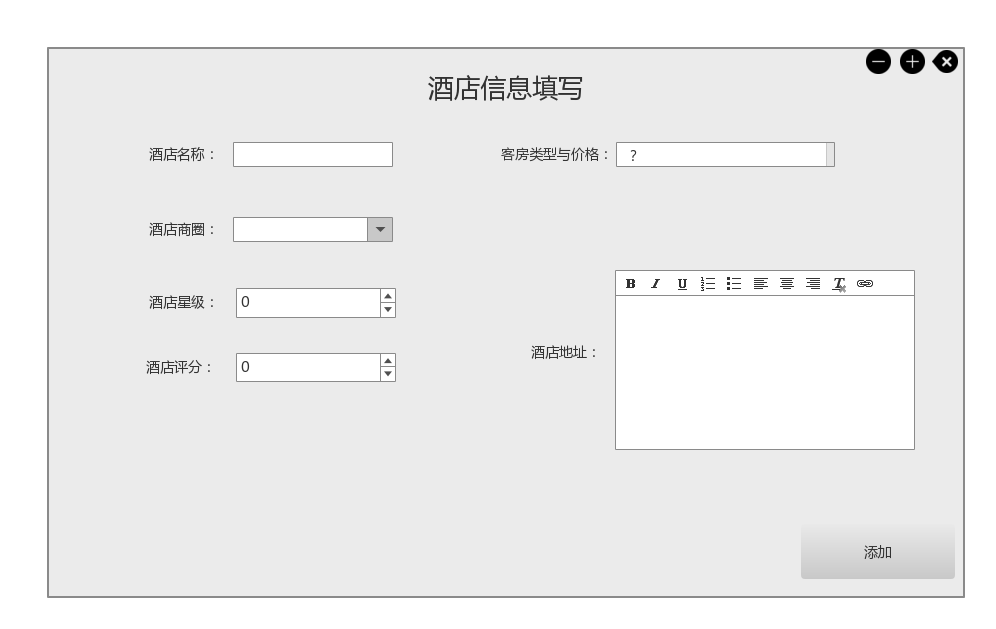 酒店信息填写
酒店名称：
客房类型与价格： ?
酒店商圈：
酒店星级： 0
B I U T
酒店评分： 0
酒店地址：
添加